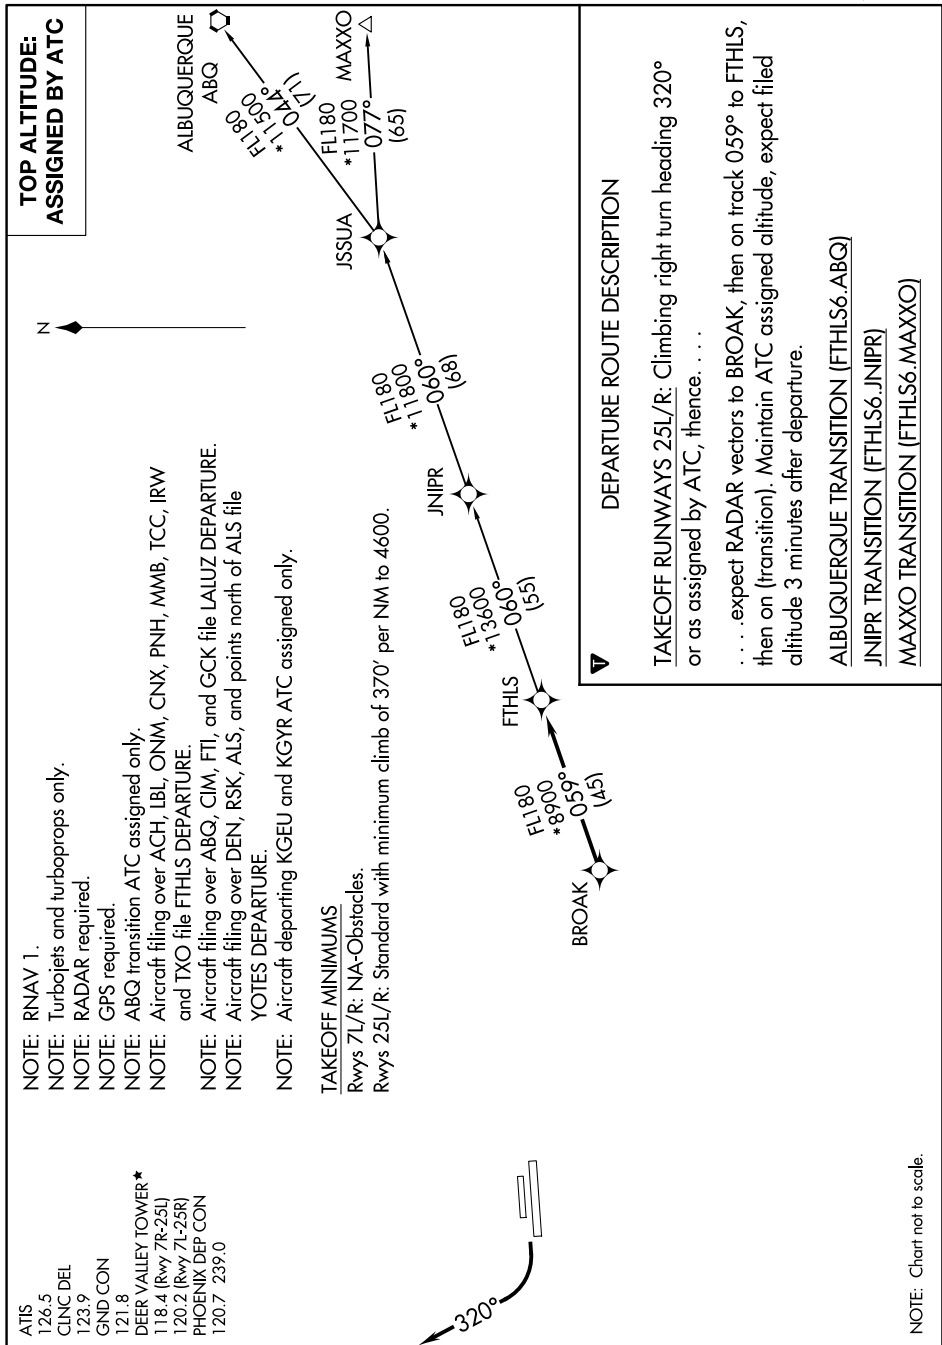 TOP ALTITUDE:
ASSIGNED BY ATC
ATIS
126.5
CLNC DEL
123.9
GND CON
121.8
DEER VALLEY TOWER★
118.4 (Rwy 7R-25L)
120.2 (Rwy 7L-25R)
PHOENIX DEP CON
120.7 239.0
NOTE: RNAV 1.
NOTE: Turbojets and turboprops only.
NOTE: RADAR required.
NOTE: GPS required.
NOTE: ABQ transition ATC assigned only.
NOTE: Aircraft filing over ACH, LBL, ONM, CNX, PNH, MMB, TCC, IRW
and TXO file FTHLS DEPARTURE.
NOTE: Aircraft filing over ABQ, CIM, FTI, and GCK file LALUZ DEPARTURE.
NOTE: Aircraft filing over DEN, RSK, ALS, and points north of ALS file
YOTES DEPARTURE.
NOTE: Aircraft departing KGEU and KGYR ATC assigned only.
TAKEOFF MINIMUMS
Rwys 7L/R: NA-Obstacles.
Rwys 25L/R: Standard with minimum climb of 370' per NM to 4600.
N
ALBUQUERQUE
ABQ
FL180
*11500
044°
(71)
MAXXO
FL180
*11700
077°
(65)
JSSUA
FL180
*11800
060°
(68)
JNIPR
FL180
*13600
060°
(55)
FTHLS
FL180
*8900
059°
(45)
BROAK
320°
T
DEPARTURE ROUTE DESCRIPTION
TAKEOFF RUNWAYS 25L/R: Climbing right turn heading 320°
or as assigned by ATC, thence. . . .
. . . .expect RADAR vectors to BROAK, then on track 059° to FTHLS,
then on (transition). Maintain ATC assigned altitude, expect filed
altitude 3 minutes after departure.
ALBUQUERQUE TRANSITION (FTHLS6.ABQ)
JNIPR TRANSITION (FTHLS6.JNIPR)
MAXXO TRANSITION (FTHLS6.MAXXO)
NOTE: Chart not to scale.